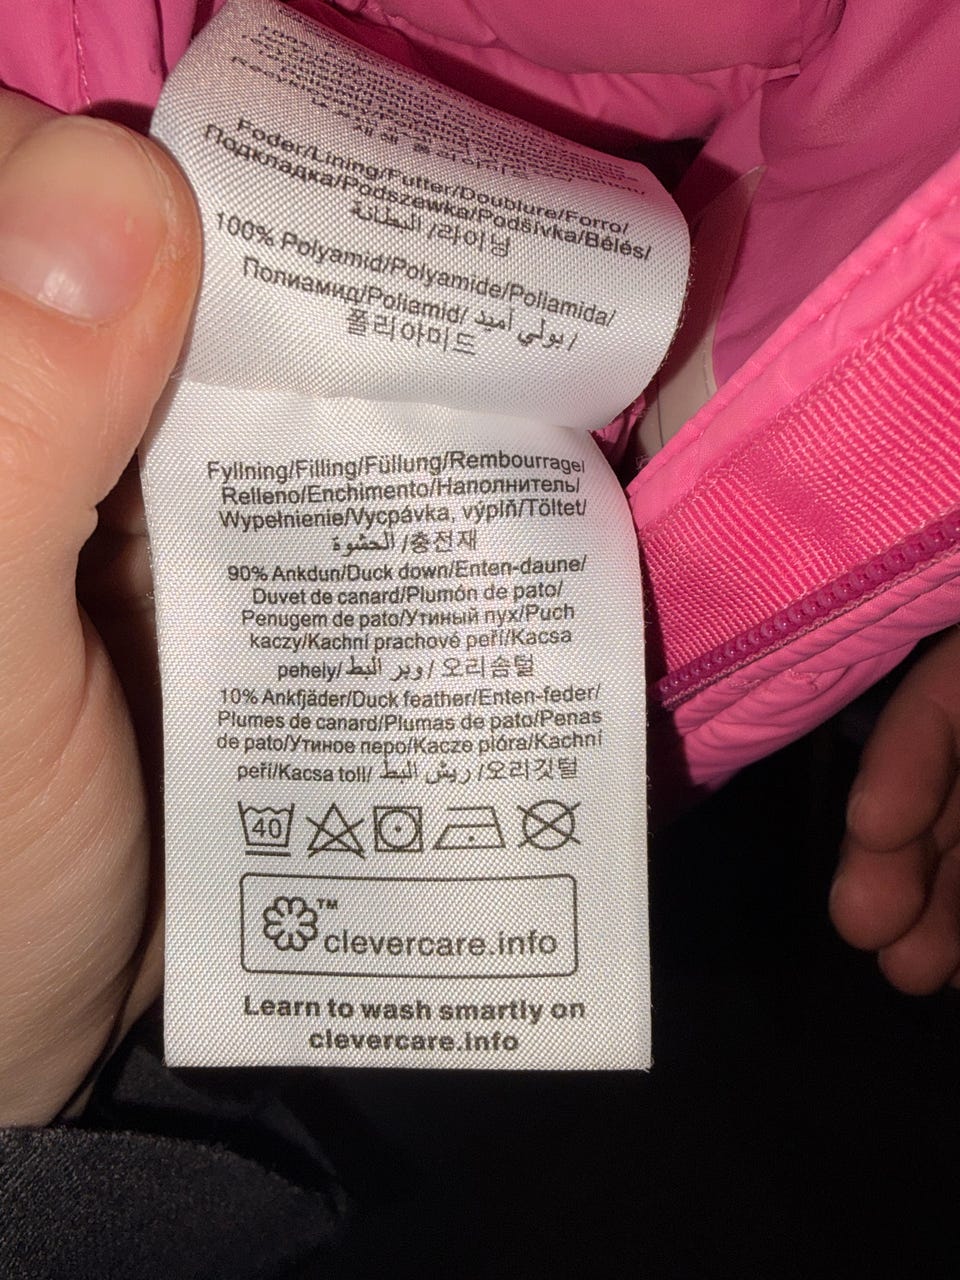 Foder/Lining/Futter/Doublure/Forro/
Подкладка/Podszewka/Podšívka/Bélés/
البطانة /라이닝
100% Polyamid/Polyamide/Poliamida/
Полиамид/Poliamid/ بولي أميد /
폴리아미드
Fyllning/Filling/Füllung/Rembourrage/
Relleno/Enchimento/Наполнитель/
Wypełnienie/Vycpávka, výplň/Töltet/
الحشوة /충전재
90% Ankdun/Duck down/Enten-daune/
Duvet de canard/Plumón de pato/
Penugem de pato/Утиный пух/Puch
kaczy/Kachní prachové peří/Kacsa
pehely/ وبر البط / 오리솜털
10% Ankfjäder/Duck feather/Enten-feder/
Plumes de canard/Plumas de pato/Penas
de pato/Утиное перо/Kacze pióra/Kachní
peří/Kacsa toll/ ريش البط /오리깃털
40
™
clevercare.info
Learn to wash smartly on
clevercare.info